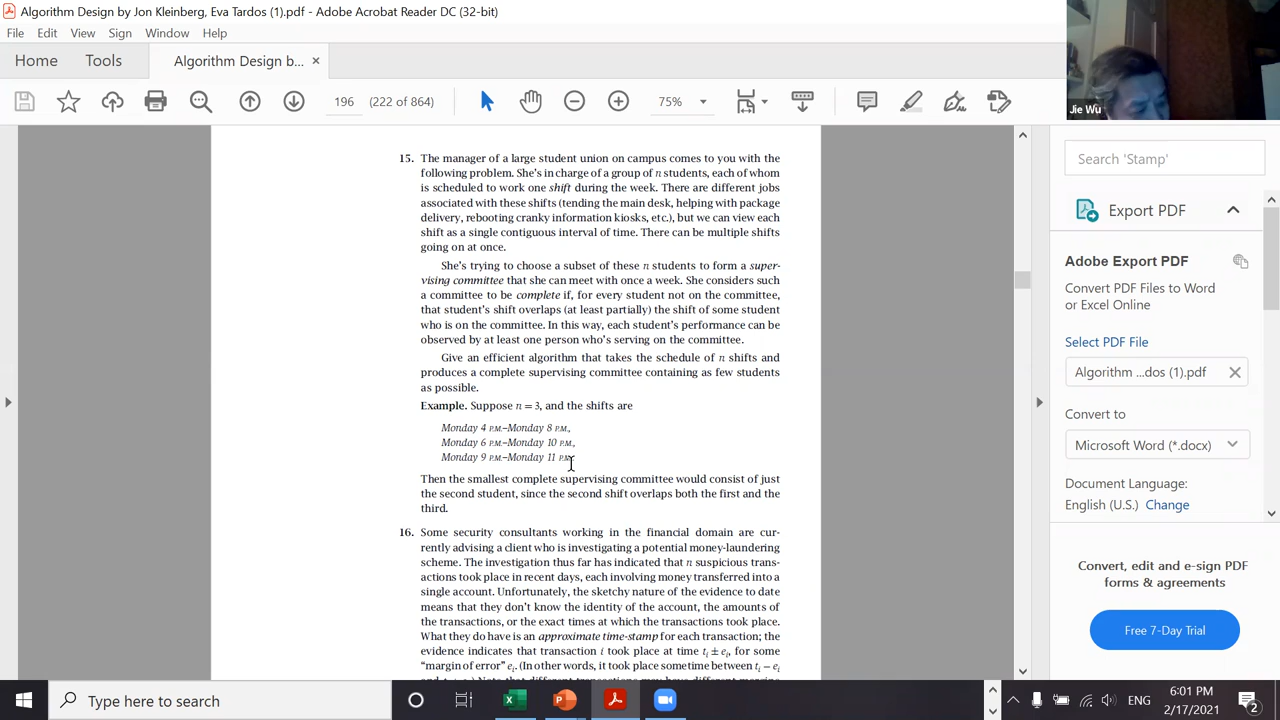 Algorithm Design by Jon Kleinberg, Eva Tardos (1).pdf - Adobe Acrobat Reader DC (32-bit)
File Edit View Sign Window Help
Home Tools Algorithm Design b... ×
196 (222 of 864) 75%
Jie Wu
15. The manager of a large student union on campus comes to you with the
following problem. She's in charge of a group of n students, each of whom
is scheduled to work one shift during the week. There are different jobs
associated with these shifts (tending the main desk, helping with package
delivery, rebooting cranky information kiosks, etc.), but we can view each
shift as a single contiguous interval of time. There can be multiple shifts
going on at once.
She's trying to choose a subset of these n students to form a super-
vising committee that she can meet with once a week. She considers such
a committee to be complete if, for every student not on the committee,
that student's shift overlaps (at least partially) the shift of some student
who is on the committee. In this way, each student's performance can be
observed by at least one person who's serving on the committee.
Give an efficient algorithm that takes the schedule of n shifts and
produces a complete supervising committee containing as few students
as possible.
Example. Suppose n = 3, and the shifts are
Monday 4 P.M.–Monday 8 P.M.,
Monday 6 P.M.–Monday 10 P.M.,
Monday 9 P.M.–Monday 11 P.M.
Then the smallest complete supervising committee would consist of just
the second student, since the second shift overlaps both the first and the
third.
16. Some security consultants working in the financial domain are cur-
rently advising a client who is investigating a potential money-laundering
scheme. The investigation thus far has indicated that n suspicious trans-
actions took place in recent days, each involving money transferred into a
single account. Unfortunately, the sketchy nature of the evidence to date
means that they don't know the identity of the account, the amounts of
the transactions, or the exact times at which the transactions took place.
What they do have is an approximate time-stamp for each transaction; the
evidence indicates that transaction i took place at time ti ± ei, for some
"margin of error" ei. (In other words, it took place sometime between ti − ei
Search 'Stamp'
Export PDF
Adobe Export PDF
Convert PDF Files to Word
or Excel Online
Select PDF File
Algorithm ...dos (1).pdf
Convert to
Microsoft Word (*.docx)
Document Language:
English (U.S.) Change
Convert, edit and e-sign PDF
forms & agreements
Free 7-Day Trial
Type here to search
ENG
6:01 PM
2/17/2021
2